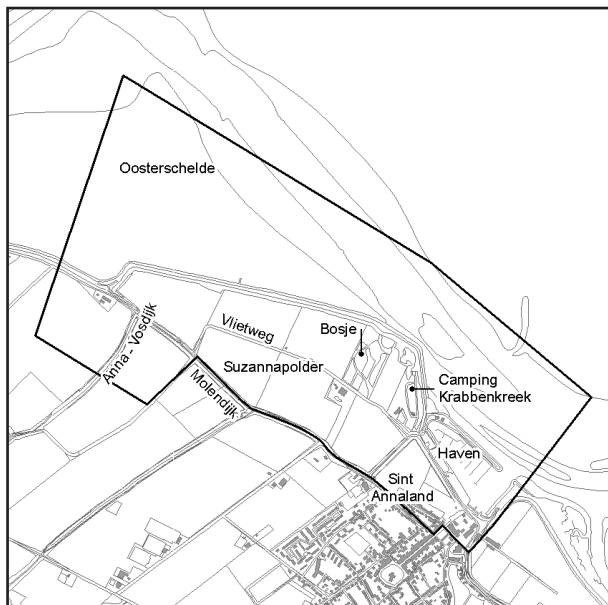 Oosterschelde
Anna - Vosdijk
Vlietweg
Bosje
Suzannapolder
Molendijk
Camping
Krabbenkreek
Haven
Sint
Annaland